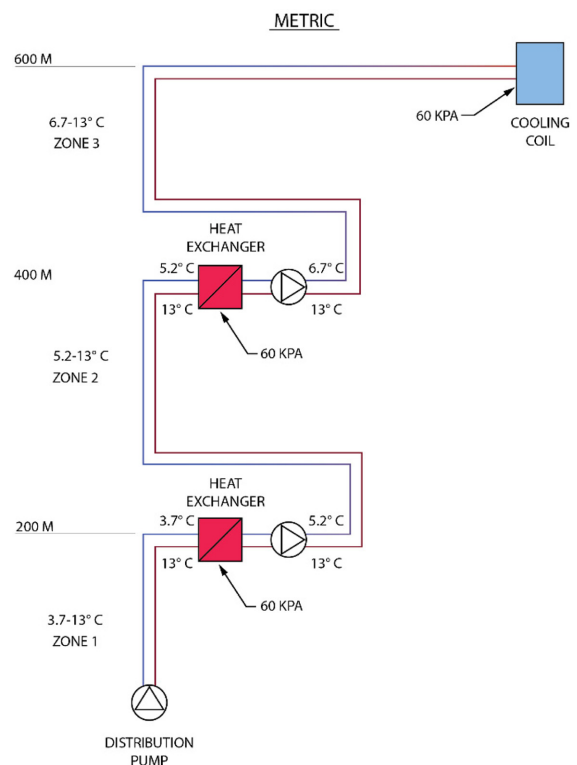 METRIC
600 M
60 KPA
COOLING
COIL
6.7-13° C
ZONE 3
HEAT
EXCHANGER
400 M
5.2° C
6.7° C
13° C
13° C
60 KPA
5.2-13° C
ZONE 2
HEAT
EXCHANGER
200 M
3.7° C
5.2° C
13° C
13° C
60 KPA
3.7-13° C
ZONE 1
DISTRIBUTION
PUMP